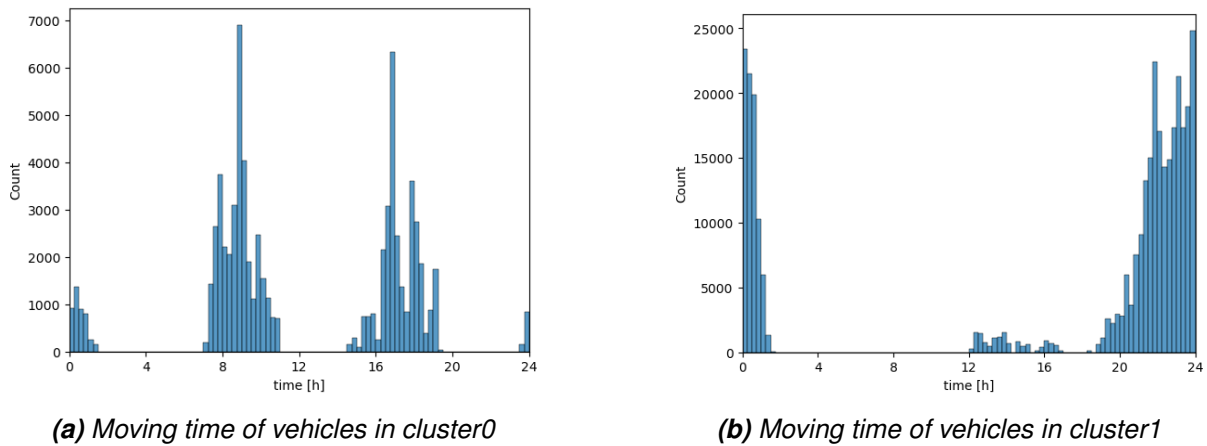 7000
6000
5000
4000
3000
2000
1000
0
Count
0 4 8 12 16 20 24
time [h]
(a) Moving time of vehicles in cluster0
25000
20000
15000
10000
5000
0
Count
0 4 8 12 16 20 24
time [h]
(b) Moving time of vehicles in cluster1